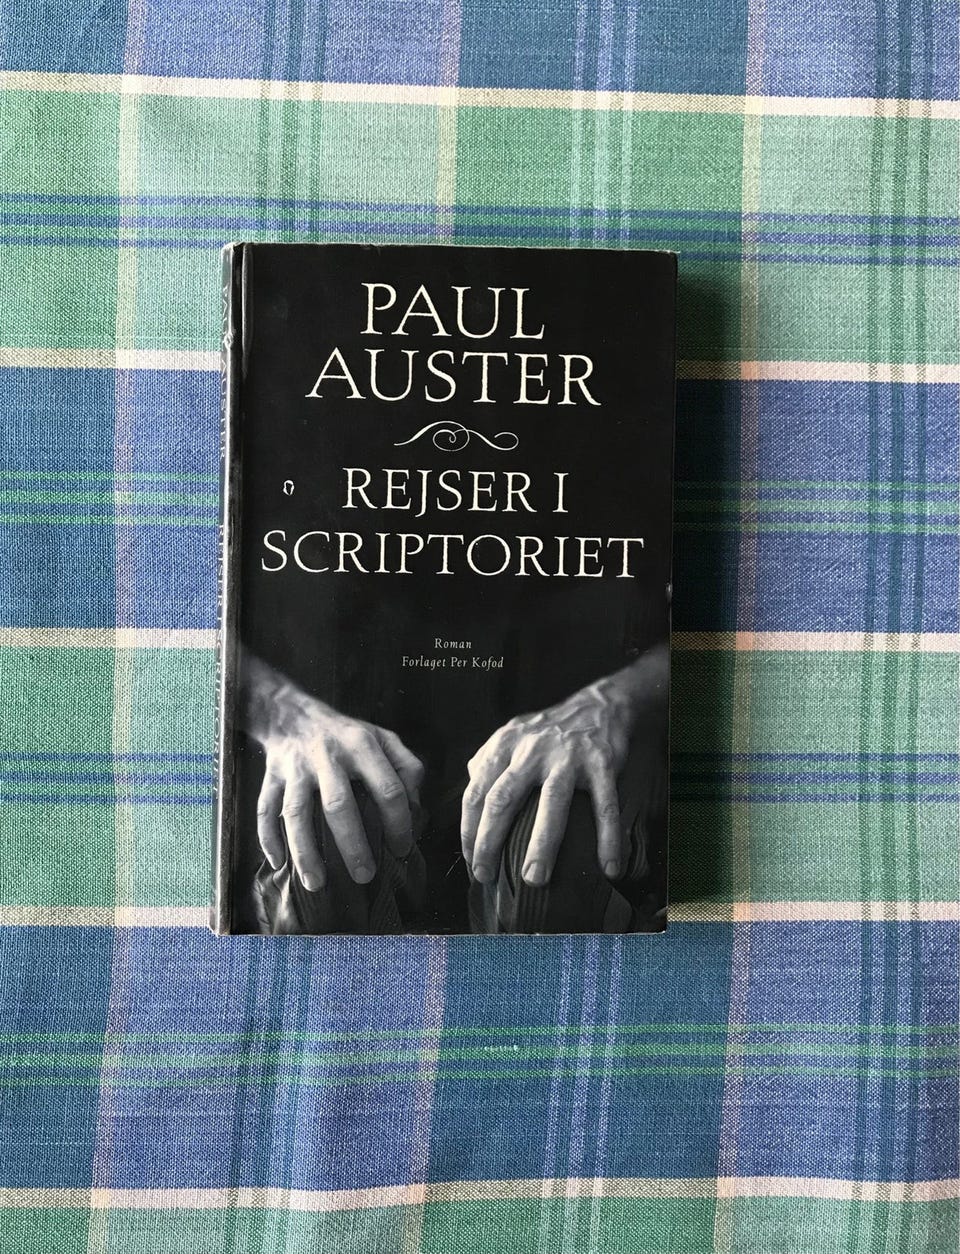 PAUL
AUSTER
REJSER I
SCRIPTORIET
Roman
Forlaget Per Kofod